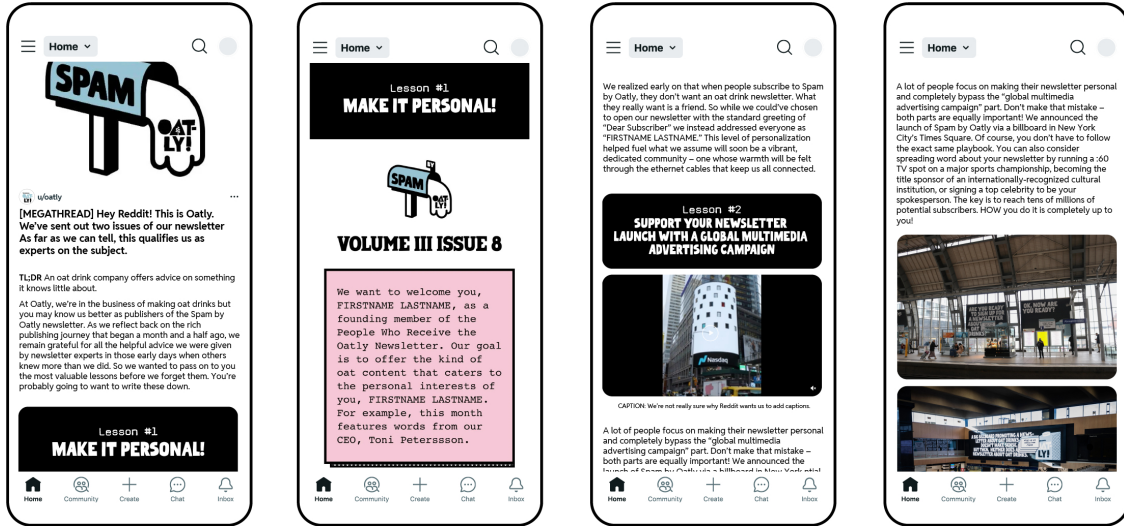 Home
SPAM
OAT-
LY!
u/oatly
[MEGATHREAD] Hey Reddit! This is Oatly.
We've sent out two issues of our newsletter
As far as we can tell, this qualifies us as
experts on the subject.
TL;DR An oat drink company offers advice on something
it knows little about.
At Oatly, we're in the business of making oat drinks but
you may know us better as publishers of the Spam by
Oatly newsletter. As we reflect back on the rich
publishing journey that began a month and a half ago, we
remain grateful for all the helpful advice we were given
by newsletter experts in those early days when others
knew more than we did. So we wanted to pass on to you
the most valuable lessons before we forget them. You're
probably going to want to write these down.
Lesson #1
MAKE IT PERSONAL!
Home
Community
Create
Chat
Inbox
Home
Lesson #1
MAKE IT PERSONAL!
SPAM
OAT-
LY!
VOLUME III ISSUE 8
We want to welcome you,
FIRSTNAME LASTNAME, as a
founding member of the
People Who Receive the
Oatly Newsletter. Our goal
is to offer the kind of
oat content that caters to
the personal interests of
you, FIRSTNAME LASTNAME.
For example, this month
features words from our
CEO, Toni Peterssson.
Home
Community
Create
Chat
Inbox
Home
We realized early on that when people subscribe to Spam
by Oatly, they don't want an oat drink newsletter. What
they really want is a friend. So while we could've chosen
to open our newsletter with the standard greeting of
"Dear Subscriber" we instead addressed everyone as
"FIRSTNAME LASTNAME." This level of personalization
helped fuel what we assume will soon be a vibrant,
dedicated community – one whose warmth will be felt
through the ethernet cables that keep us all connected.
Lesson #2
SUPPORT YOUR NEWSLETTER
LAUNCH WITH A GLOBAL MULTIMEDIA
ADVERTISING CAMPAIGN
Nasdaq
CAPTION: We're not really sure why Reddit wants us to add captions.
A lot of people focus on making their newsletter personal
and completely bypass the "global multimedia
advertising campaign" part. Don't make that mistake –
both parts are equally important! We announced the
launch of Spam by Oatly via a billboard in New York
Home
Community
Create
Chat
Inbox
Home
A lot of people focus on making their newsletter personal
and completely bypass the "global multimedia
advertising campaign" part. Don't make that mistake –
both parts are equally important! We announced the
launch of Spam by Oatly via a billboard in New York
City's Times Square. Of course, you don't have to follow
the exact same playbook. You can also consider
spreading word about your newsletter by running a :60
TV spot on a major sports championship, becoming the
title sponsor of an internationally-recognized cultural
institution, or signing a top celebrity to be your
spokesperson. The key is to reach tens of millions of
potential subscribers. HOW you do it is completely up to
you!
ARE YOU READY
TO SIGN UP FOR
A NEWSLETTER
ABOUT OAT
DRINKS?
OK, NOW ARE
YOU READY?
LY!
Home
Community
Create
Chat
Inbox